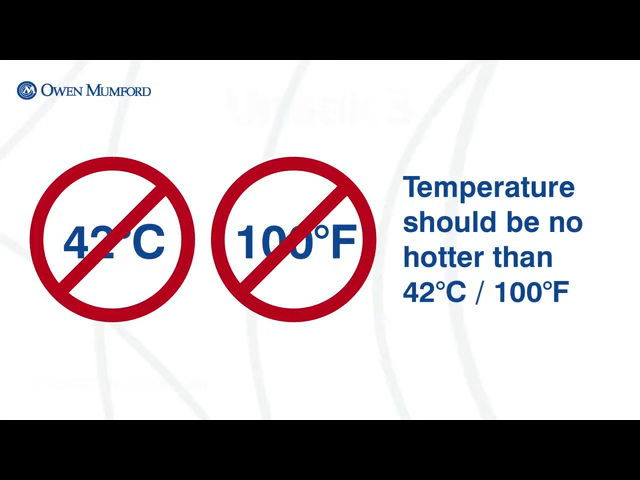 OWEN MUMFORD
42°C
100°F
Temperature
should be no
hotter than
42°C / 100°F